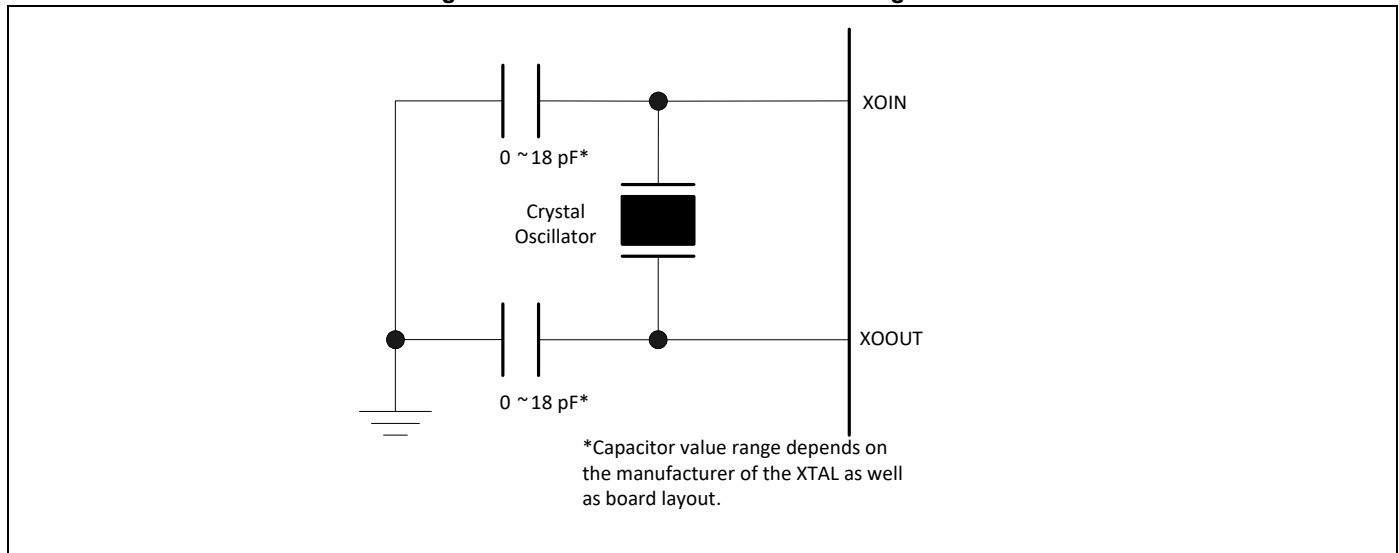 XOIN
0 ~18 pF*
Crystal
Oscillator
XOOUT
0 ~18 pF*
*Capacitor value range depends on
the manufacturer of the XTAL as well
as board layout.